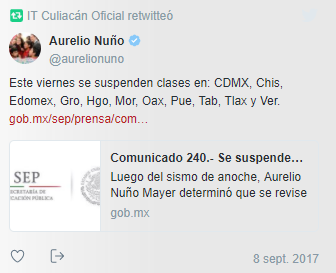 IT Culiacán Oficial retwitteó
Aurelio Nuño
@aurelionuno
Este viernes se suspenden clases en: CDMX, Chis,
Edomex, Gro, Hgo, Mor, Oax, Pue, Tab, Tlax y Ver.
gob.mx/sep/prensa/com…
SEP
SECRETARÍA DE
EDUCACIÓN PÚBLICA
Comunicado 240.- Se suspende…
Luego del sismo de anoche, Aurelio
Nuño Mayer determinó que se revise
gob.mx
8 sept. 2017